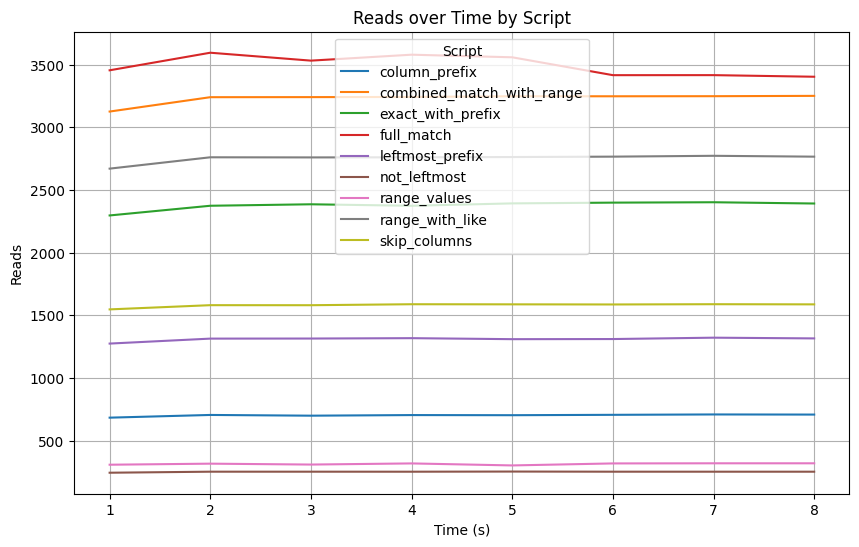 Reads over Time by Script
3500
3000
2500
2000
1500
1000
500
Reads
Script
column_prefix
combined_match_with_range
exact_with_prefix
full_match
leftmost_prefix
not_leftmost
range_values
range_with_like
skip_columns
1 2 3 4 5 6 7 8
Time (s)